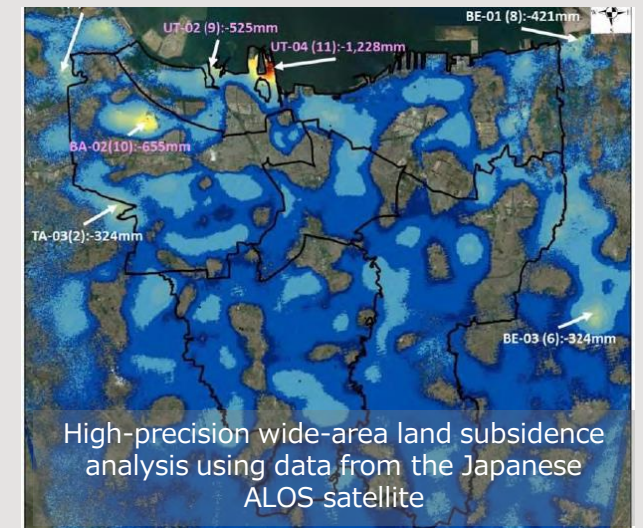 BE-01 (8):-421mm
UT-02 (9):-525mm
UT-04 (11):-1,228mm
BA-02(10):-655mm
TA-03(2):-324mm
BE-03 (6):-324mm
High-precision wide-area land subsidence
analysis using data from the Japanese
ALOS satellite